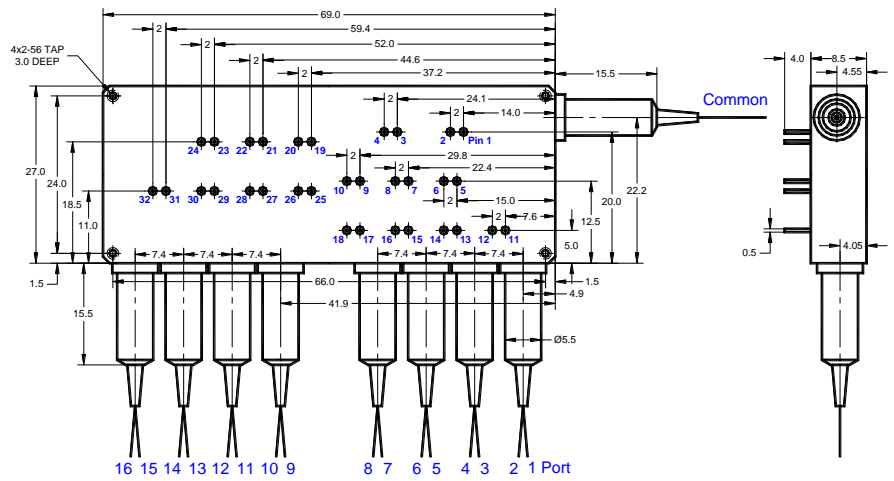 69.0
2 59.4
4x2-56 TAP
3.0 DEEP
2 52.0
2 44.6
2 37.2
15.5
4.0 8.5
4.55
2 24.1
2 14.0
Common
4 3 2 Pin 1
24 23 22 21 20 19
2 29.8
2 22.4
27.0
24.0
18.5
11.0
10 9 8 7 6 5
32 31 30 29 28 27 26 25
2 15.0
2 7.6
12.5
20.0
22.2
18 17 16 15 14 13 12 11
5.0
0.5
4.05
7.4 7.4 7.4 7.4 7.4 7.4
1.5
66.0
1.5
4.9
41.9
15.5
Ø5.5
16 15 14 13 12 11 10 9 8 7 6 5 4 3 2 1 Port